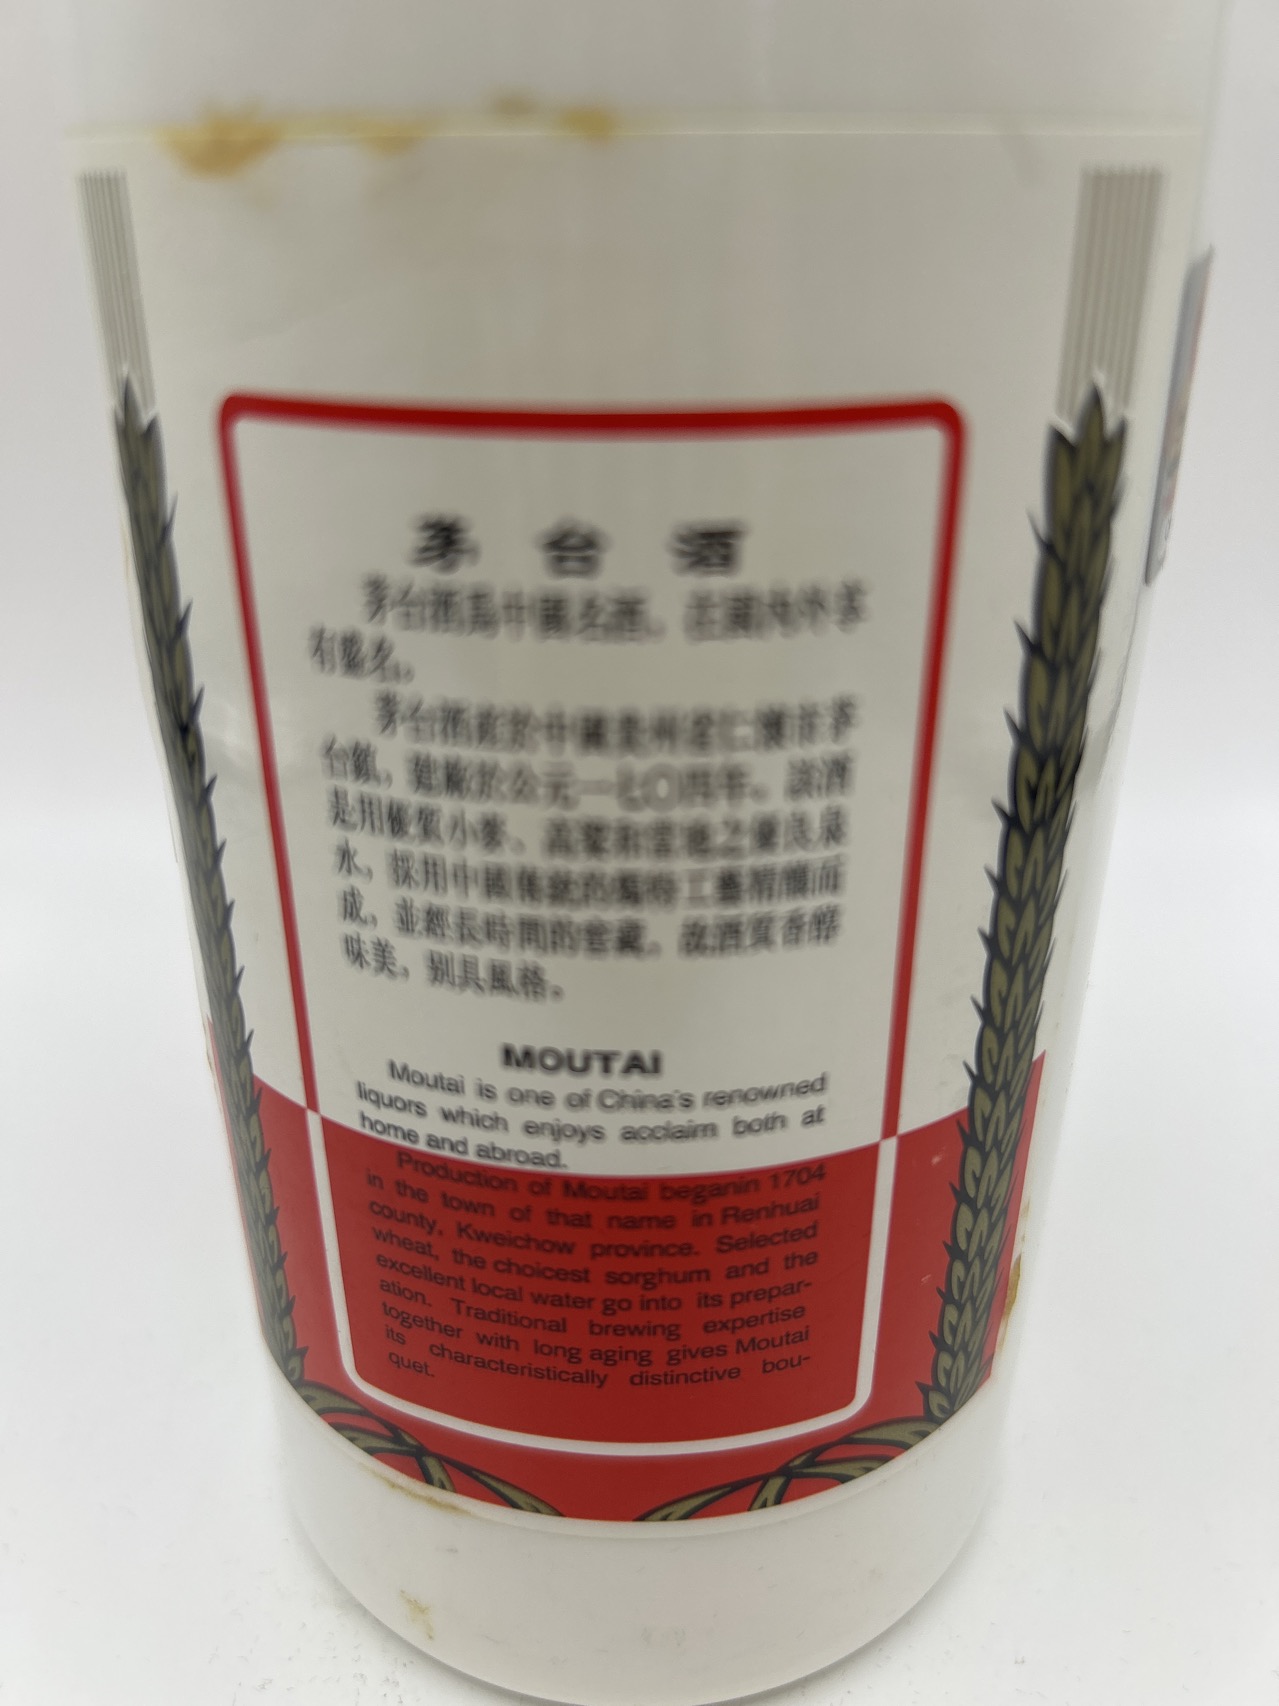 茅台酒
茅台酒爲中國名酒，在國內外享
有盛名。
茅台酒產於中國貴州省仁懷市茅
台鎮，建廠於公元一七〇四年。該酒
是用優質小麥、高粱和當地之優良泉
水，採用中國傳統的獨特工藝精釀而
成，並經長時間的窖藏，故酒質香醇
味美，别具風格。
MOUTAI
Moutai is one of China's renowned
liquors which enjoys acclaim both at
home and abroad.
Production of Moutai beganin 1704
in the town of that name in Renhuai
county, Kweichow province. Selected
wheat, the choicest sorghum and the
excellent local water go into its prepar-
ation. Traditional brewing expertise
together with long aging gives Moutai
its characteristically distinctive bou-
quet.